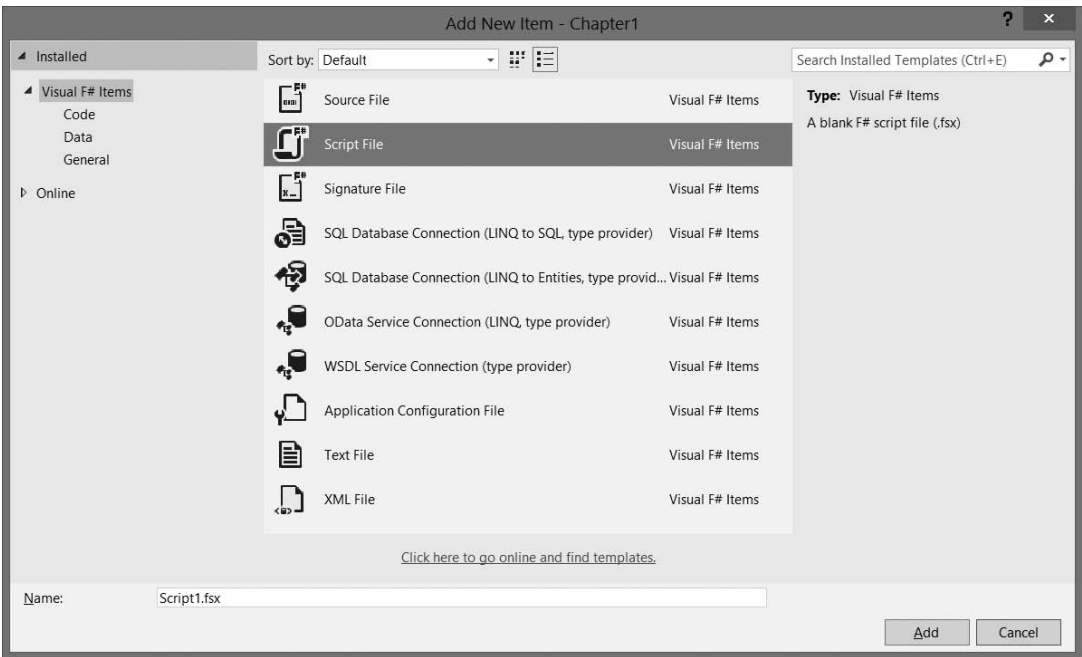 Add New Item - Chapter1
? ×
Installed
Sort by: Default
Search Installed Templates (Ctrl+E)
Visual F# Items
Code
Data
General
Online
Source File Visual F# Items
Script File Visual F# Items
Signature File Visual F# Items
SQL Database Connection (LINQ to SQL, type provider) Visual F# Items
SQL Database Connection (LINQ to Entities, type provid... Visual F# Items
OData Service Connection (LINQ, type provider) Visual F# Items
WSDL Service Connection (type provider) Visual F# Items
Application Configuration File Visual F# Items
Text File Visual F# Items
XML File Visual F# Items
Type: Visual F# Items
A blank F# script file (.fsx)
Click here to go online and find templates.
Name: Script1.fsx
Add Cancel